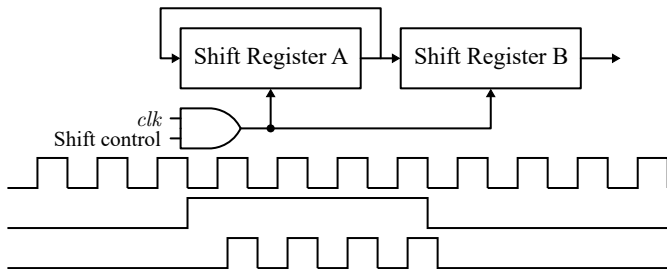 Shift Register A
Shift Register B
clk
Shift control